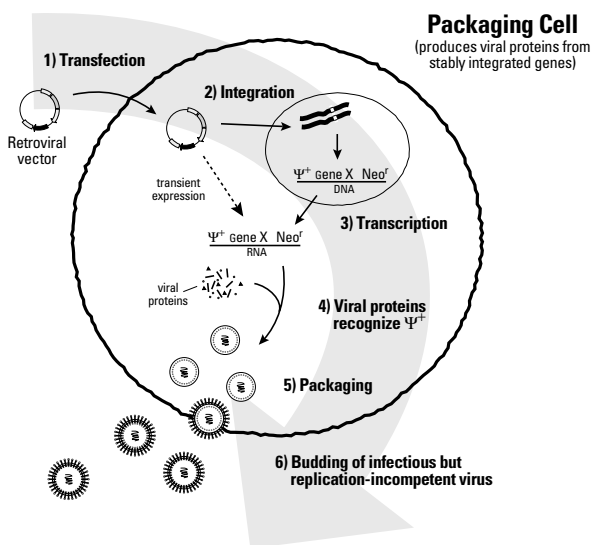 Packaging Cell
(produces viral proteins from
stably integrated genes)
1) Transfection
2) Integration
Retroviral
vector
Ψ+ Gene X Neoʳ
DNA
transient
expression
3) Transcription
Ψ+ Gene X Neoʳ
RNA
viral
proteins
4) Viral proteins
recognize Ψ+
5) Packaging
6) Budding of infectious but
replication-incompetent virus